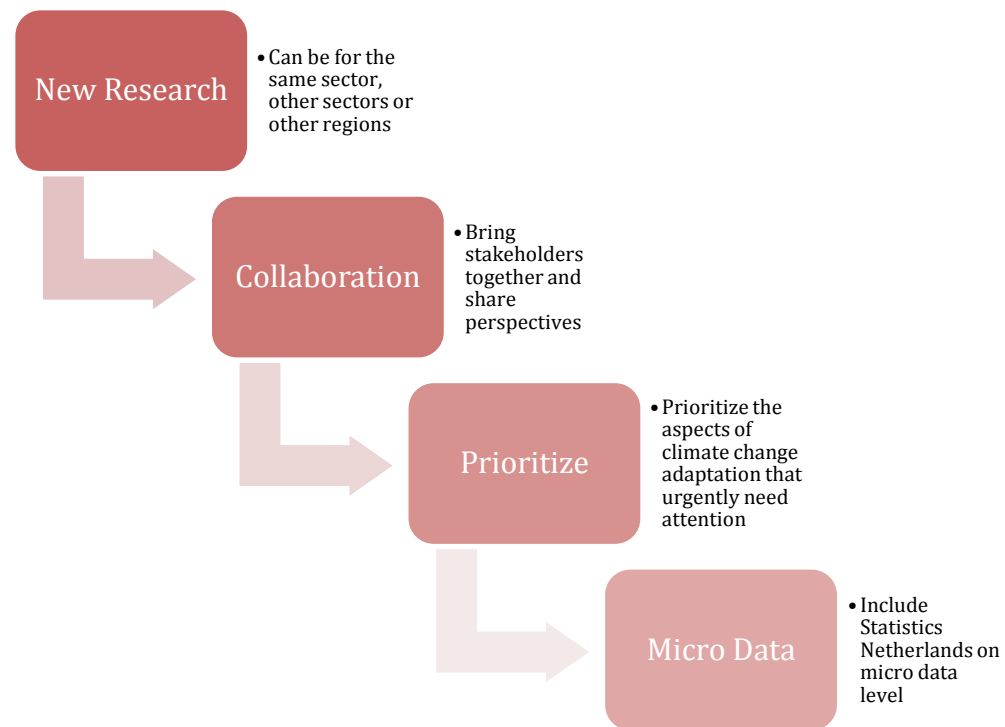 New Research
• Can be for the
same sector,
other sectors or
other regions
Collaboration
• Bring
stakeholders
together and
share
perspectives
Prioritize
• Prioritize the
aspects of
climate change
adaptation that
urgently need
attention
Micro Data
• Include
Statistics
Netherlands on
micro data
level